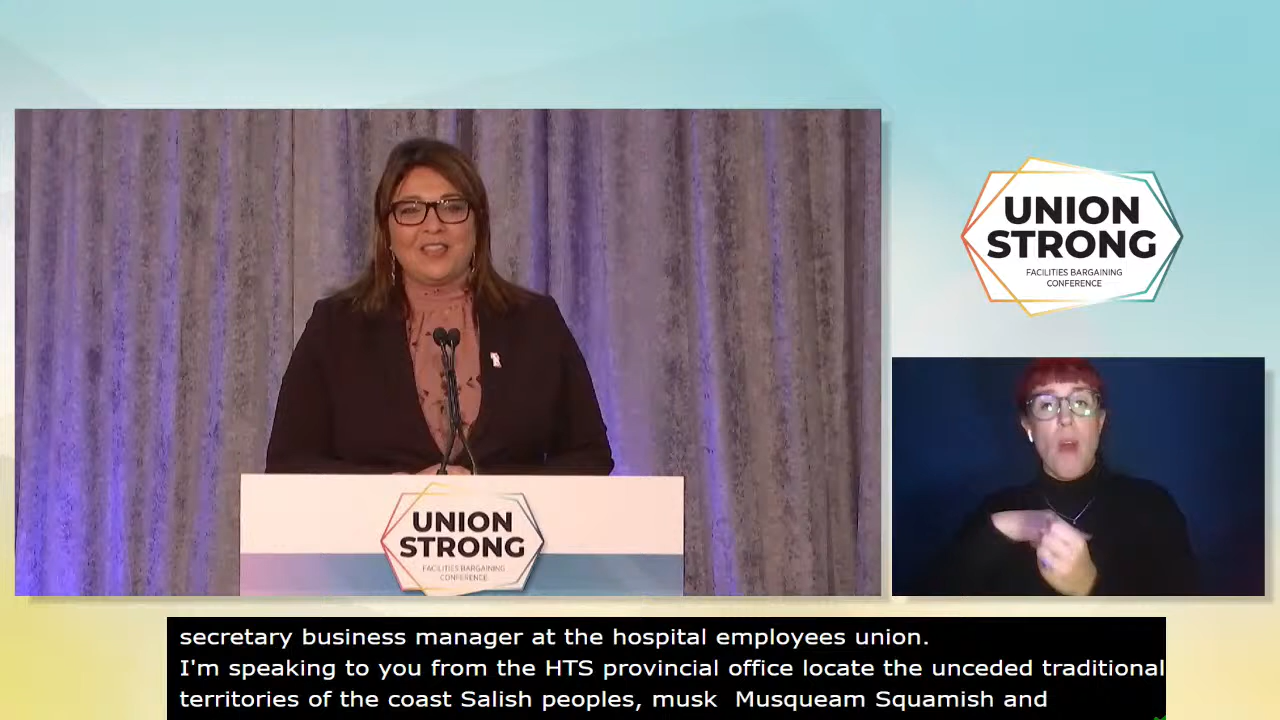 UNION
STRONG
FACILITIES BARGAINING
CONFERENCE
UNION
STRONG
FACILITIES BARGAINING
CONFERENCE
secretary business manager at the hospital employees union.
I'm speaking to you from the HTS provincial office locate the unceded traditional
territories of the coast Salish peoples, musk  Musqueam Squamish and